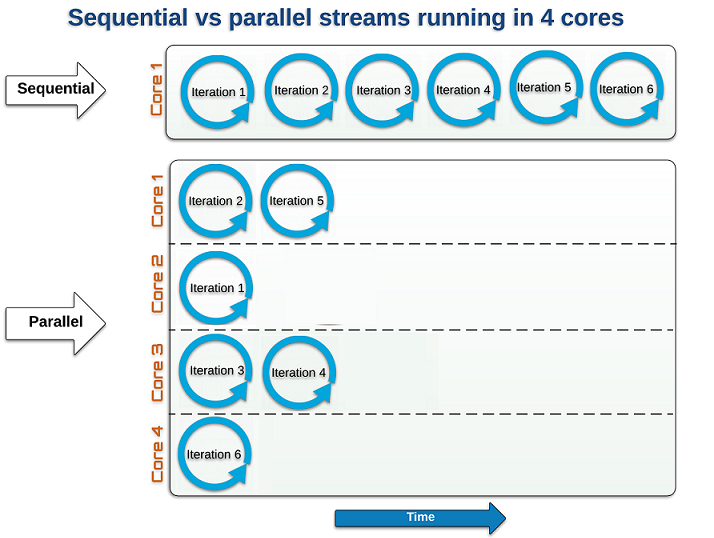 Sequential vs parallel streams running in 4 cores
Sequential
Core 1
Iteration 1
Iteration 2
Iteration 3
Iteration 4
Iteration 5
Iteration 6
Parallel
Core 1
Iteration 2
Iteration 5
Core 2
Iteration 1
Core 3
Iteration 3
Iteration 4
Core 4
Iteration 6
Time